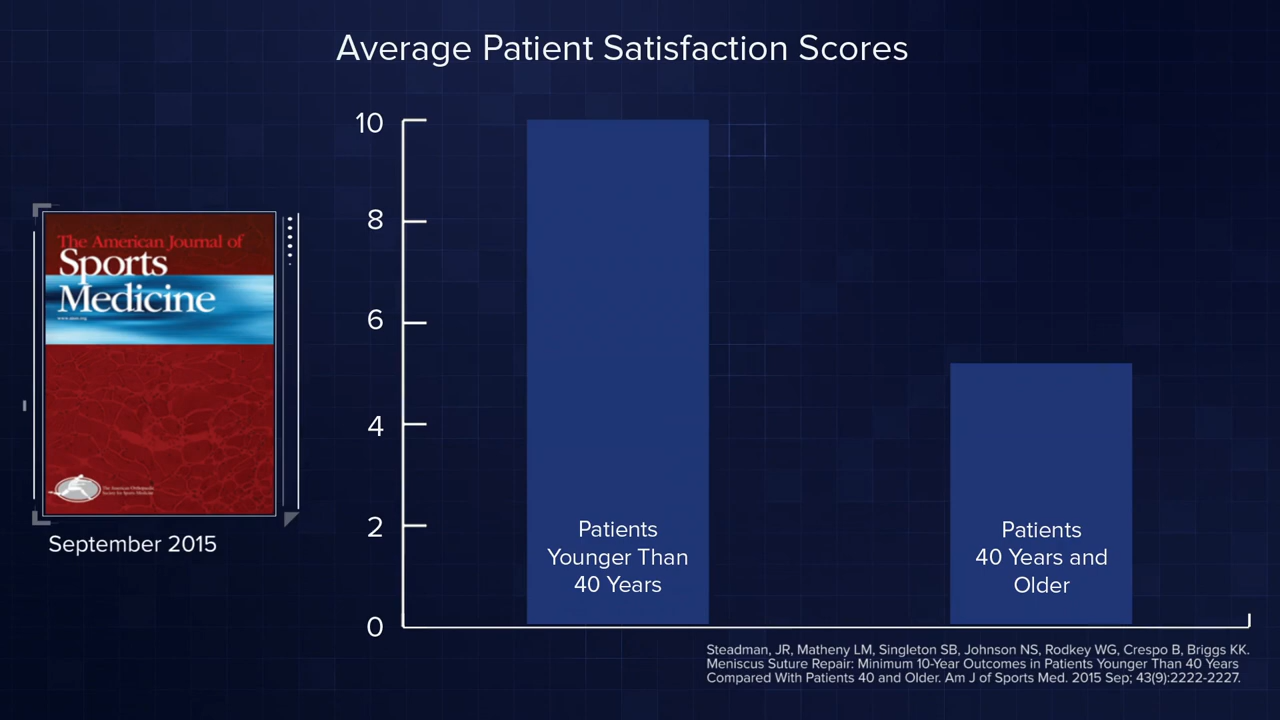 Average Patient Satisfaction Scores
10
8
6
4
2
0
Patients
Younger Than
40 Years
Patients
40 Years and
Older
The American Journal of
Sports
Medicine
September 2015
Steadman, JR, Matheny LM, Singleton SB, Johnson NS, Rodkey WG, Crespo B, Briggs KK.
Meniscus Suture Repair: Minimum 10-Year Outcomes in Patients Younger Than 40 Years
Compared With Patients 40 and Older. Am J of Sports Med. 2015 Sep; 43(9):2222-2227.